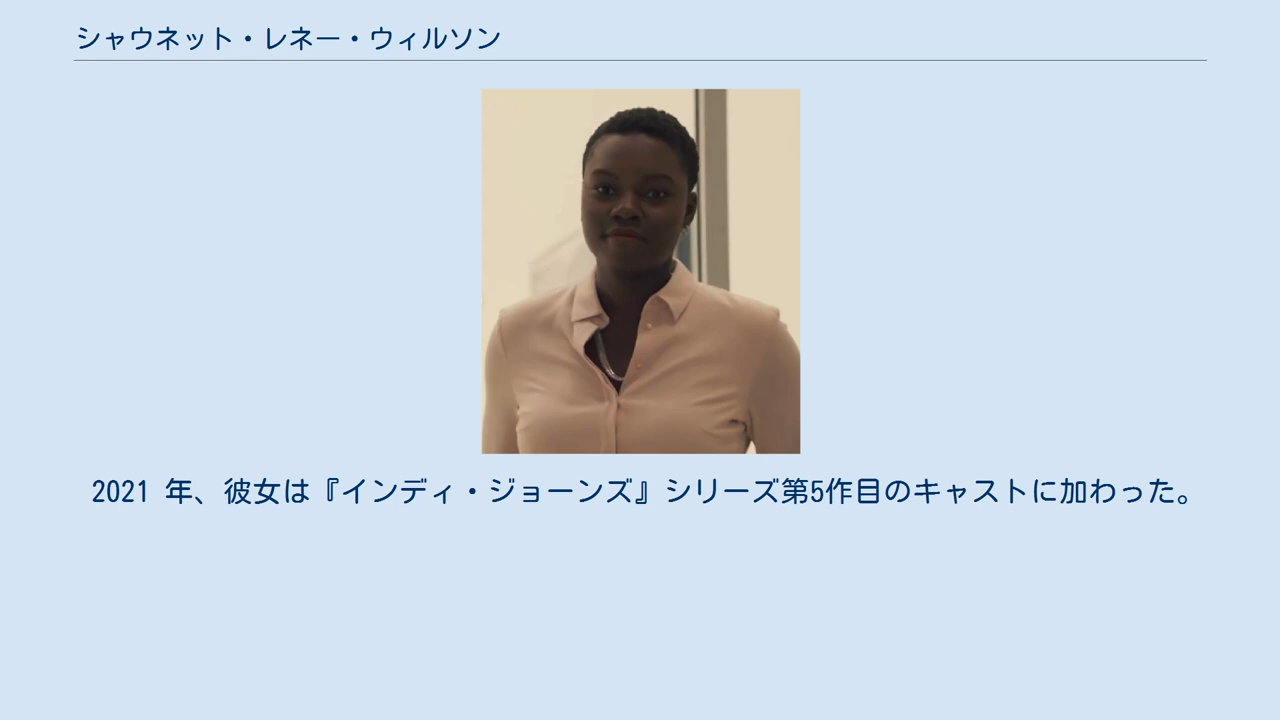 シャウネット・レネー・ウィルソン
2021 年、彼女は『インディ・ジョーンズ』シリーズ第5作目のキャストに加わった。